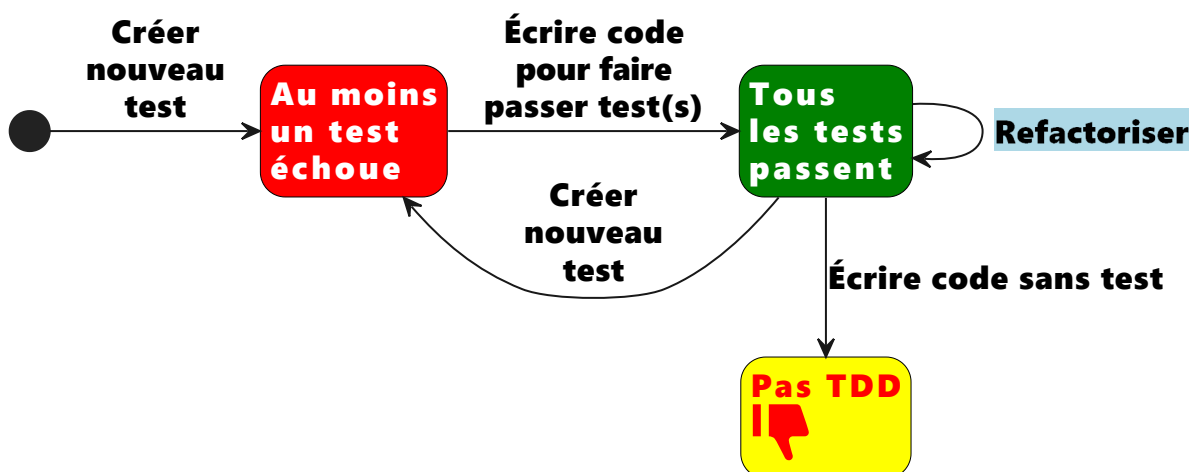 Créer
nouveau
test
Au moins
un test
échoue
Écrire code
pour faire
passer test(s)
Tous
les tests
passent
Refactoriser
Créer
nouveau
test
Écrire code sans test
Pas TDD